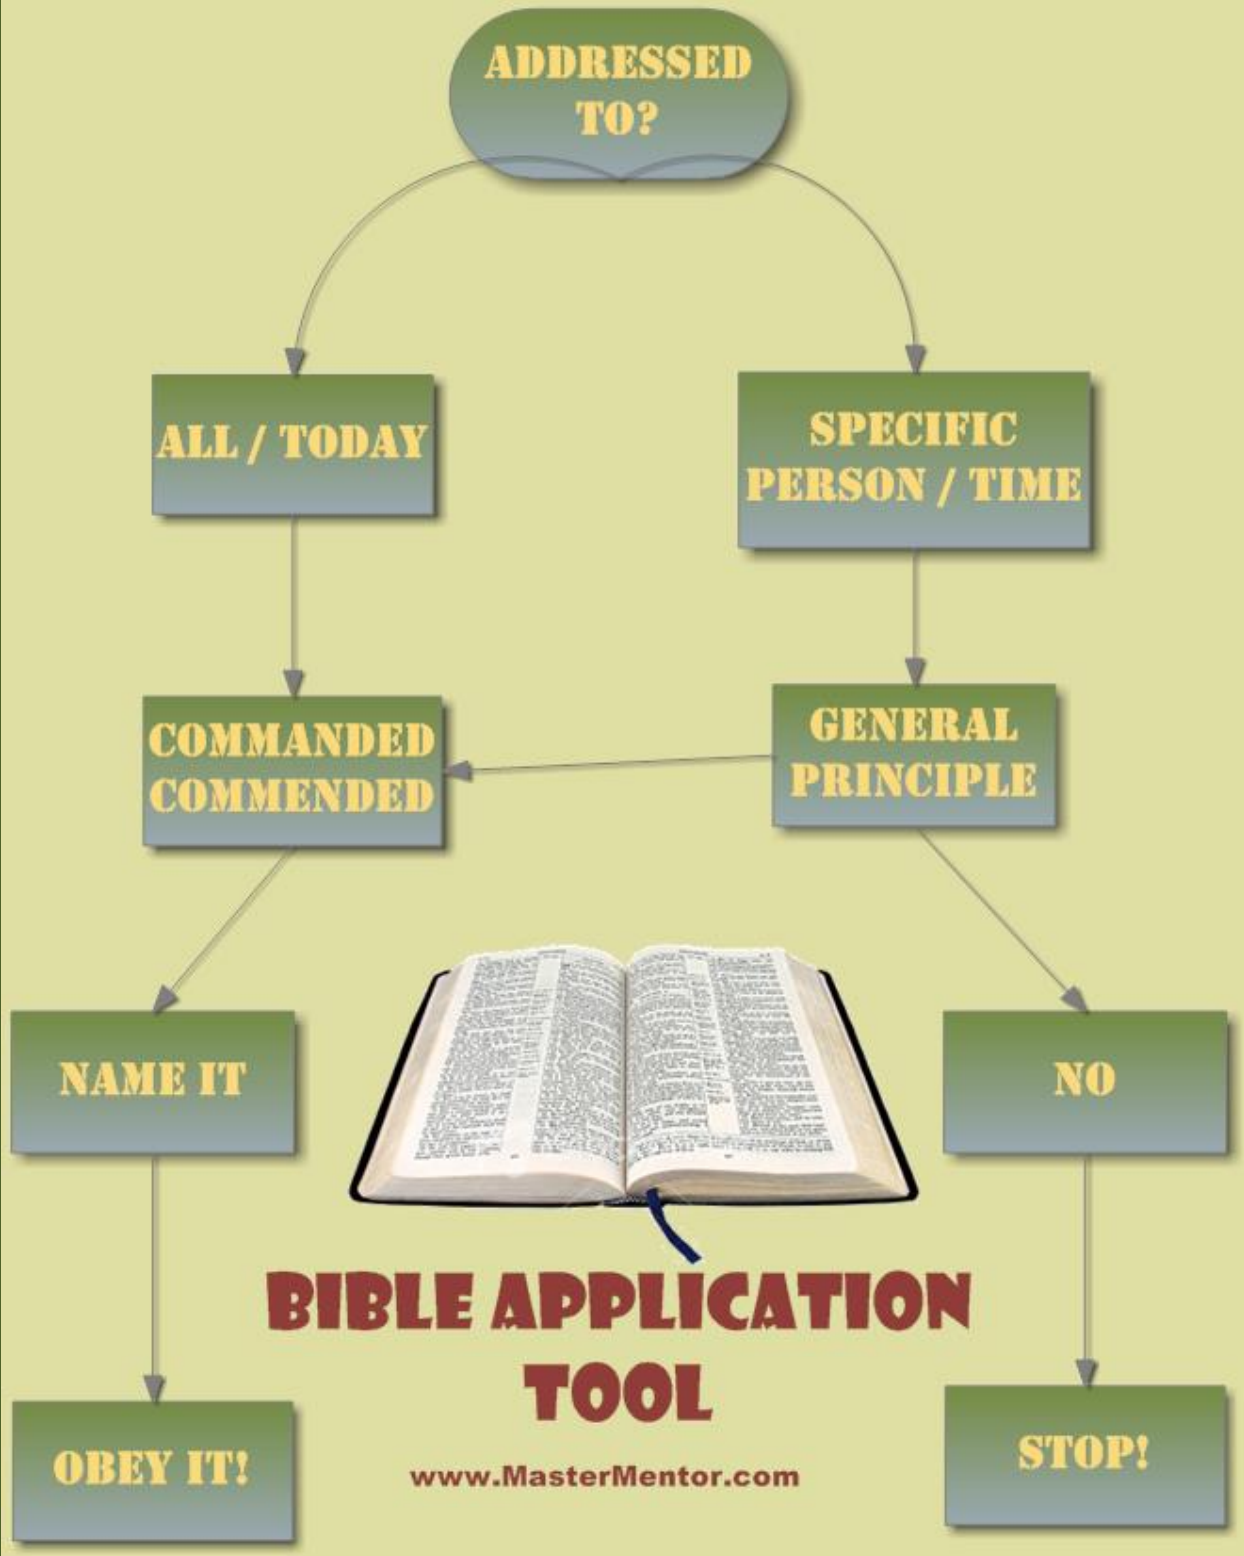 ADDRESSED
TO?
ALL / TODAY
SPECIFIC
PERSON / TIME
COMMANDED
COMMENDED
GENERAL
PRINCIPLE
NAME IT
NO
BIBLE APPLICATION
TOOL
OBEY IT!
STOP!
www.MasterMentor.com